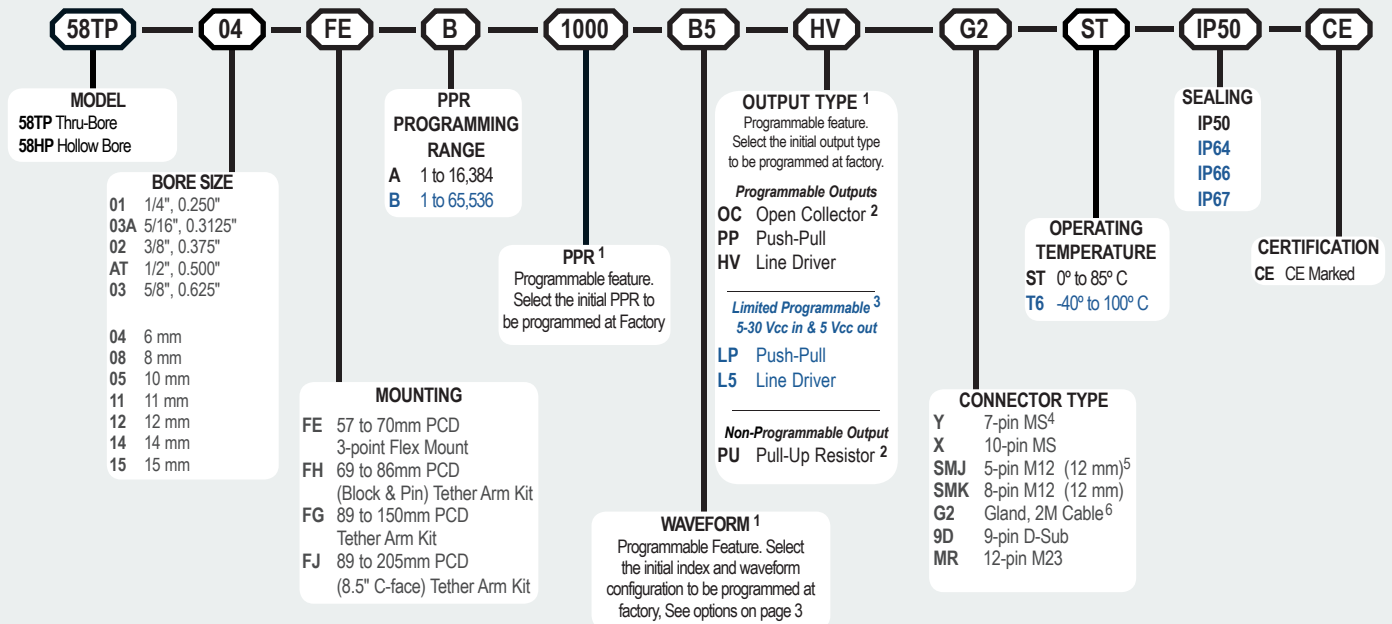 58TP 04 FE B 1000 B5 HV G2 ST IP50 CE
MODEL
58TP Thru-Bore
58HP Hollow Bore
BORE SIZE
01 1/4", 0.250"
03A 5/16", 0.3125"
02 3/8", 0.375"
AT 1/2", 0.500"
03 5/8", 0.625"
04 6 mm
08 8 mm
05 10 mm
11 11 mm
12 12 mm
14 14 mm
15 15 mm
MOUNTING
FE 57 to 70mm PCD
3-point Flex Mount
FH 69 to 86mm PCD
(Block & Pin) Tether Arm Kit
FG 89 to 150mm PCD
Tether Arm Kit
FJ 89 to 205mm PCD
(8.5" C-face) Tether Arm Kit
PPR
PROGRAMMING
RANGE
A 1 to 16,384
B 1 to 65,536
PPR 1
Programmable feature.
Select the initial PPR to
be programmed at Factory
WAVEFORM 1
Programmable Feature. Select
the initial index and waveform
configuration to be programmed at
factory, See options on page 3
OUTPUT TYPE 1
Programmable feature.
Select the initial output type
to be programmed at factory.
Programmable Outputs
OC Open Collector 2
PP Push-Pull
HV Line Driver
Limited Programmable 3
5-30 Vcc in & 5 Vcc out
LP Push-Pull
L5 Line Driver
Non-Programmable Output
PU Pull-Up Resistor 2
CONNECTOR TYPE
Y 7-pin MS4
X 10-pin MS
SMJ 5-pin M12 (12 mm)5
SMK 8-pin M12 (12 mm)
G2 Gland, 2M Cable6
9D 9-pin D-Sub
MR 12-pin M23
OPERATING
TEMPERATURE
ST 0º to 85º C
T6 -40º to 100º C
SEALING
IP50
IP64
IP66
IP67
CERTIFICATION
CE CE Marked